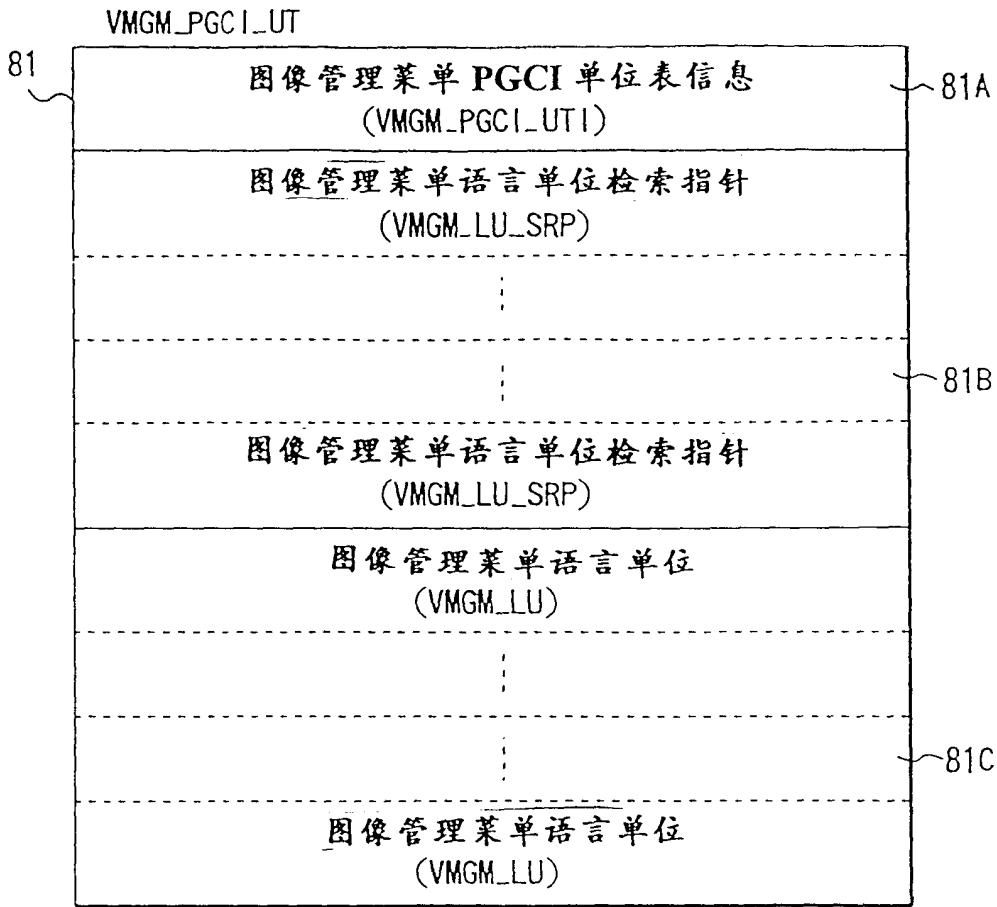 VMGM_PGCI_UT
81
图像管理菜单 PGCI 单位表信息
81A
(VMGM_PGCI_UTI)
图像管理菜单语言单位检索指针
(VMGM_LU_SRP)
81B
图像管理菜单语言单位检索指针
(VMGM_LU_SRP)
图像管理菜单语言单位
(VMGM_LU)
81C
图像管理菜单语言单位
(VMGM_LU)